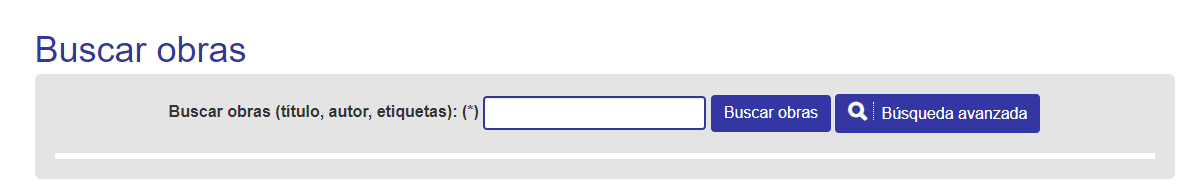 Buscar obras
Buscar obras (título, autor, etiquetas): (*) Buscar obras Búsqueda avanzada